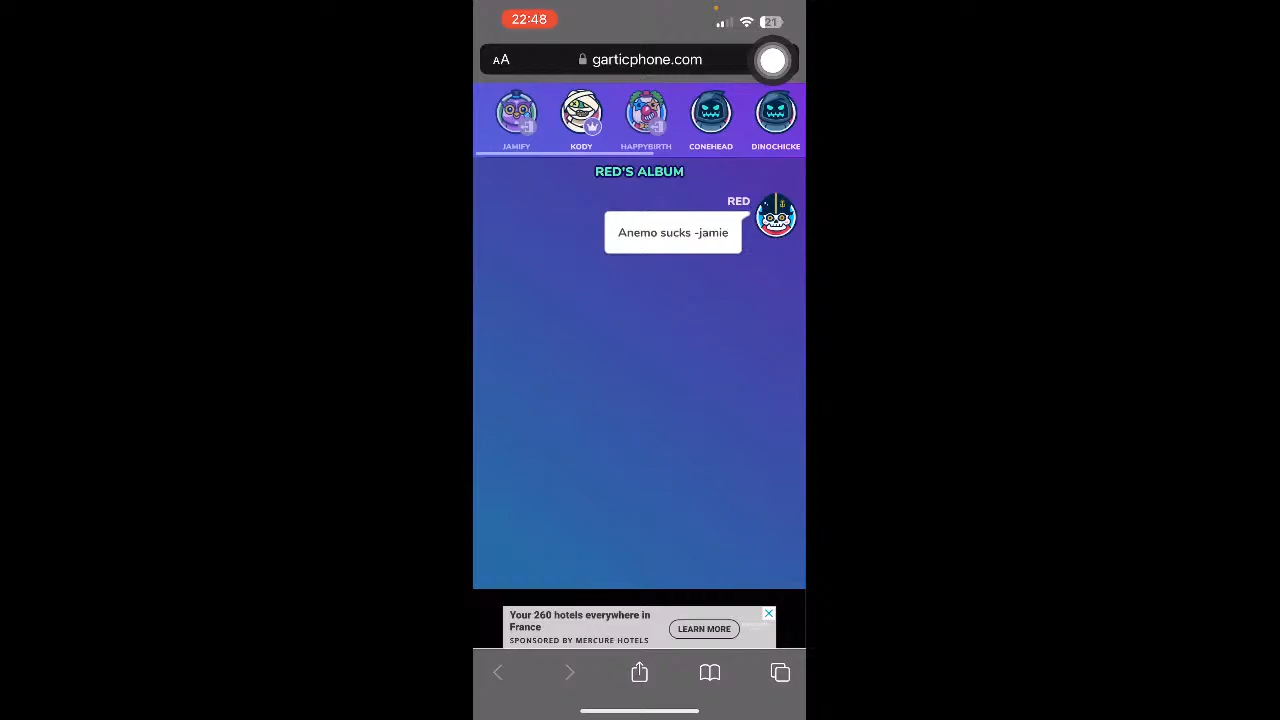 22:48
21
AA garticphone.com
JAMIFY KODY HAPPYBIRTH CONEHEAD DINOCHICKE
RED'S ALBUM
RED
Anemo sucks -jamie
Your 260 hotels everywhere in
France
SPONSORED BY MERCURE HOTELS
LEARN MORE